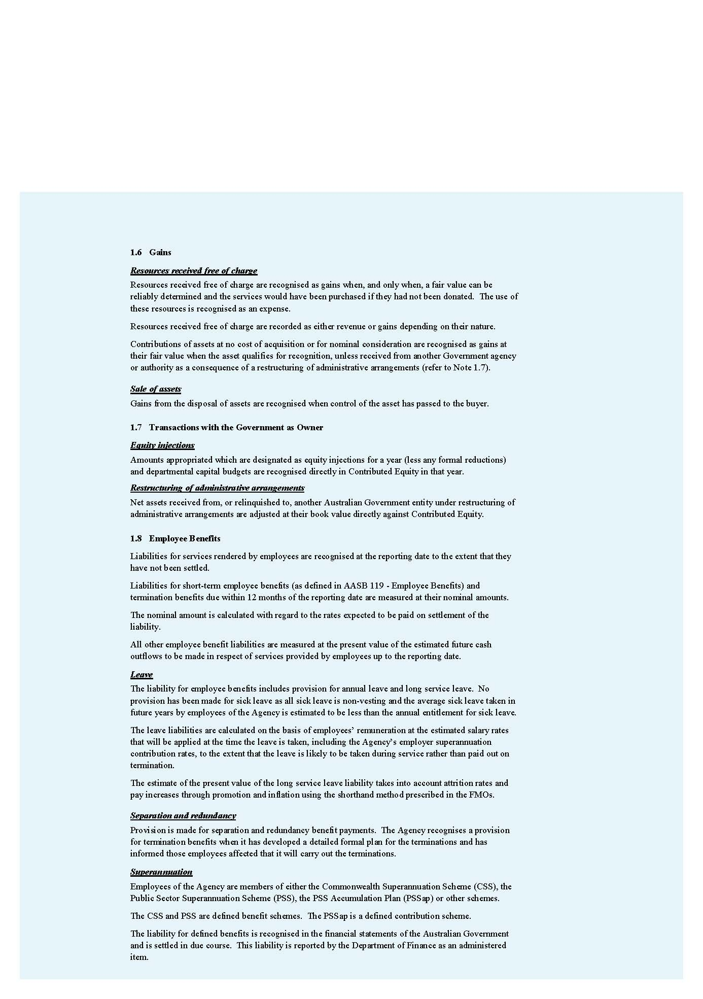 1.6 Gains
Resources received free of charge
Resources received free of charge are recognised as gains when, and only when, a fair value can be
reliably determined and the services would have been purchased if they had not been donated. The use of
these resources is recognised as an expense.
Resources received free of charge are recorded as either revenue or gains depending on their nature.
Contributions of assets at no cost of acquisition or for nominal consideration are recognised as gains at
their fair value when the asset qualifies for recognition, unless received from another Government agency
or authority as a consequence of a restructuring of administrative arrangements (refer to Note 1.7).
Sale of assets
Gains from the disposal of assets are recognised when control of the asset has passed to the buyer.
1.7 Transactions with the Government as Owner
Equity injections
Amounts appropriated which are designated as equity injections for a year (less any formal reductions)
and departmental capital budgets are recognised directly in Contributed Equity in that year.
Restructuring of administrative arrangements
Net assets received from, or relinquished to, another Australian Government entity under restructuring of
administrative arrangements are adjusted at their book value directly against Contributed Equity.
1.8 Employee Benefits
Liabilities for services rendered by employees are recognised at the reporting date to the extent that they
have not been settled.
Liabilities for short-term employee benefits (as defined in AASB 119 - Employee Benefits) and
termination benefits due within 12 months of the reporting date are measured at their nominal amounts.
The nominal amount is calculated with regard to the rates expected to be paid on settlement of the
liability.
All other employee benefit liabilities are measured at the present value of the estimated future cash
outflows to be made in respect of services provided by employees up to the reporting date.
Leave
The liability for employee benefits includes provision for annual leave and long service leave. No
provision has been made for sick leave as all sick leave is non-vesting and the average sick leave taken in
future years by employees of the Agency is estimated to be less than the annual entitlement for sick leave.
The leave liabilities are calculated on the basis of employees’ remuneration at the estimated salary rates
that will be applied at the time the leave is taken, including the Agency’s employer superannuation
contribution rates, to the extent that the leave is likely to be taken during service rather than paid out on
termination.
The estimate of the present value of the long service leave liability takes into account attrition rates and
pay increases through promotion and inflation using the shorthand method prescribed in the FMOs.
Separation and redundancy
Provision is made for separation and redundancy benefit payments. The Agency recognises a provision
for termination benefits when it has developed a detailed formal plan for the terminations and has
informed those employees affected that it will carry out the terminations.
Superannuation
Employees of the Agency are members of either the Commonwealth Superannuation Scheme (CSS), the
Public Sector Superannuation Scheme (PSS), the PSS Accumulation Plan (PSSap) or other schemes.
The CSS and PSS are defined benefit schemes. The PSSap is a defined contribution scheme.
The liability for defined benefits is recognised in the financial statements of the Australian Government
and is settled in due course. This liability is reported by the Department of Finance as an administered
item.